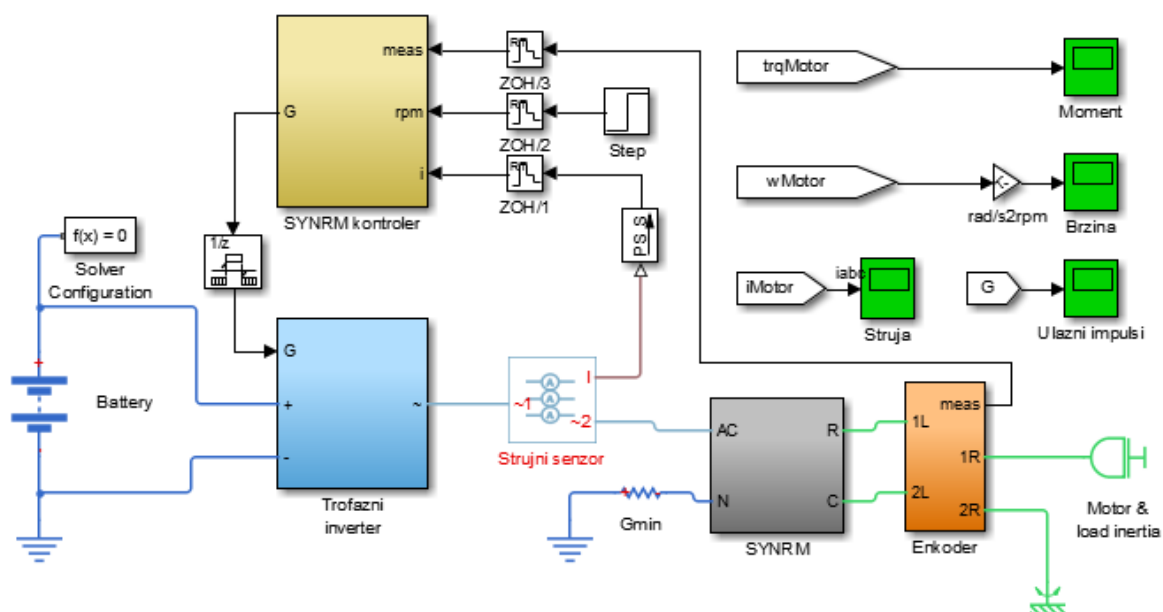 meas
rpm
i
G
SYNRM kontroler
ZOH/3
ZOH/2
ZOH/1
Step
trqMotor
Moment
wMotor
rad/s2rpm
Brzina
iMotor
iabc
Struja
G
Ulazni impulsi
f(x) = 0
Solver
Configuration
1/z
PS S
+
Battery
G
+
-
~
Trofazni
inverter
~1
I
~2
A
A
A
Strujni senzor
Gmin
AC
N
R
C
SYNRM
meas
1L
2L
1R
2R
Enkoder
Motor &
load inertia